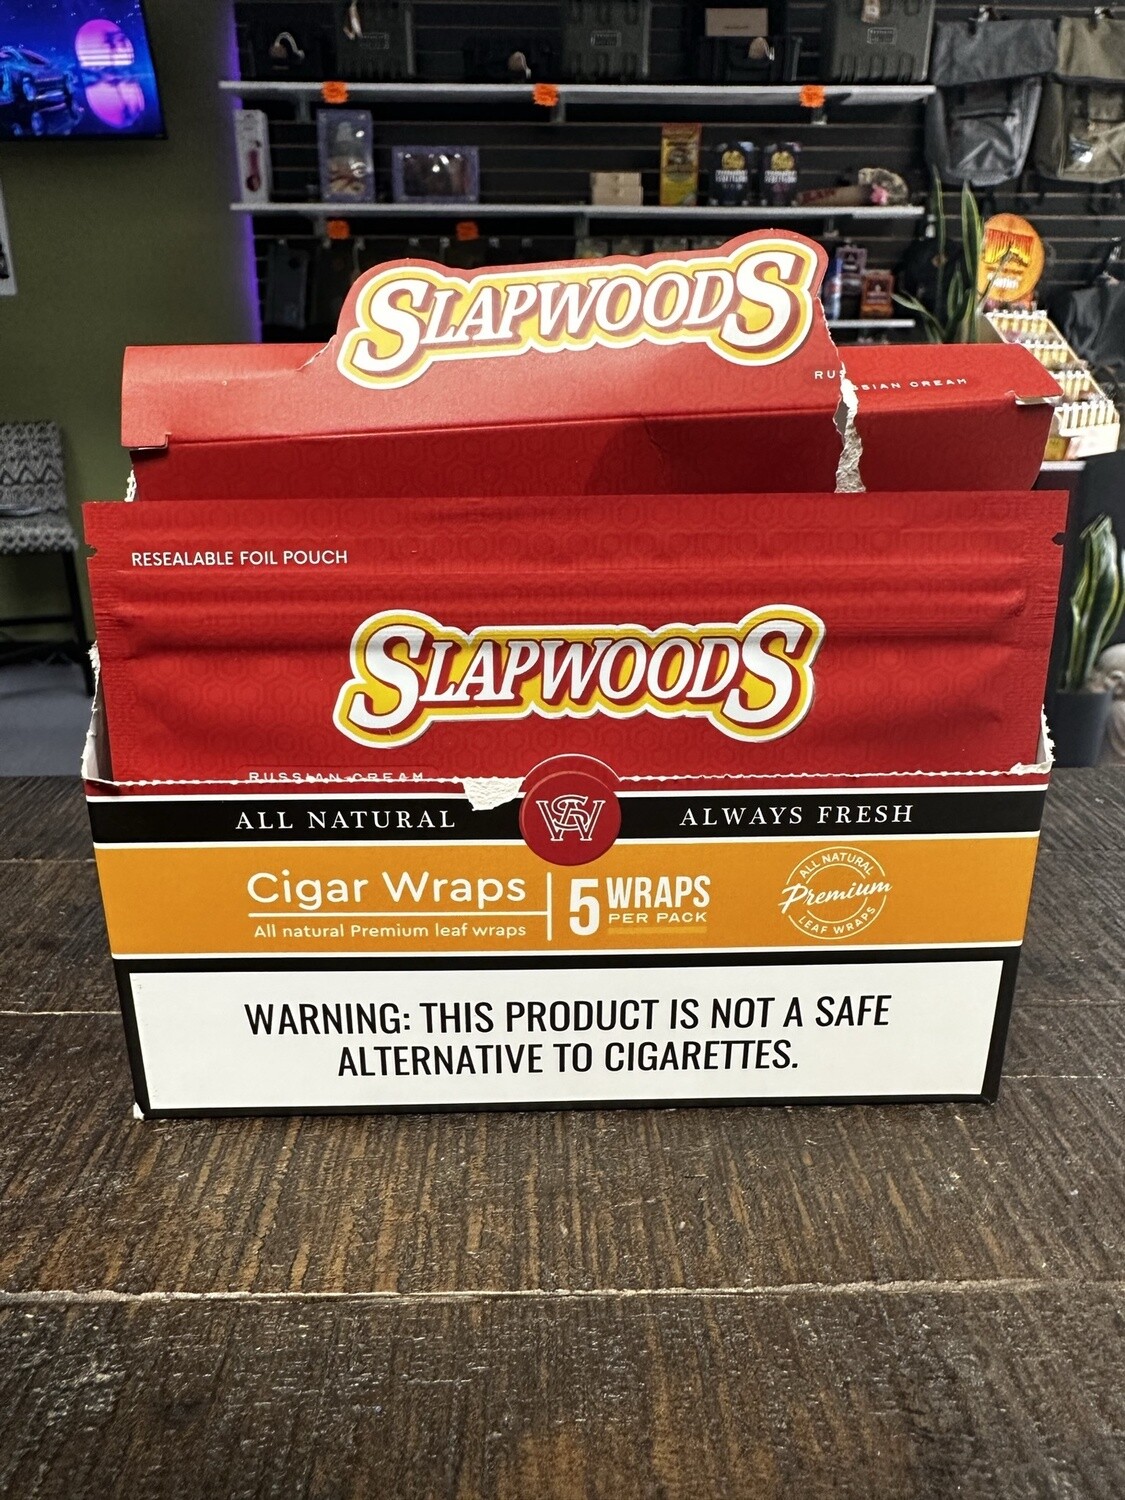 SLAPWOODS
RUSSIAN CREAM
RESEALABLE FOIL POUCH
SLAPWOODS
RUSSIAN CREAM
ALL NATURAL
ALWAYS FRESH
Cigar Wraps
All natural Premium leaf wraps
5 WRAPS
PER PACK
ALL NATURAL
Premium
LEAF WRAPS
WARNING: THIS PRODUCT IS NOT A SAFE
ALTERNATIVE TO CIGARETTES.